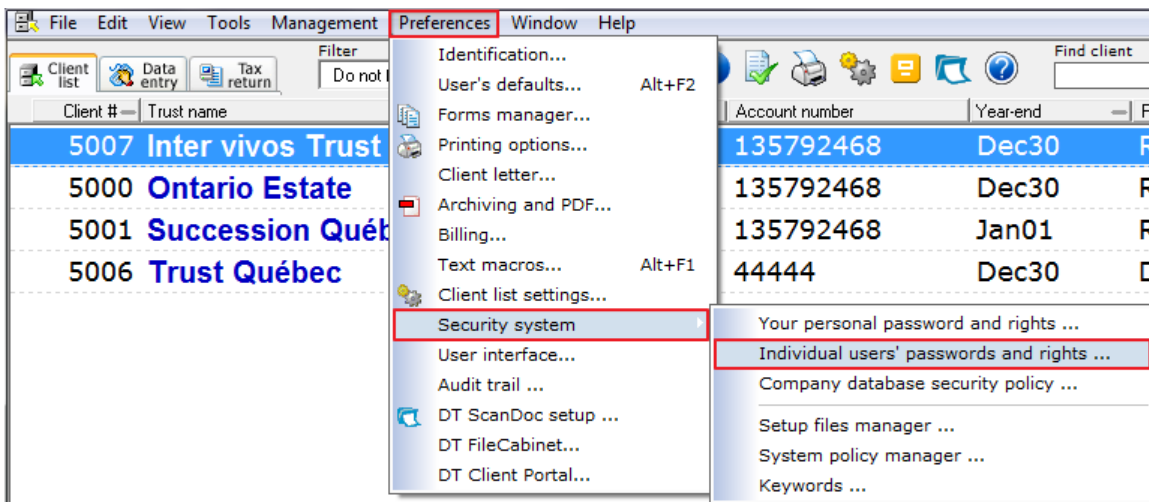 File Edit View Tools Management Preferences Window Help
Client list
Data entry
Tax return
Filter
Do not
Find client
Client # Trust name Account number Year-end
5007 Inter vivos Trust 135792468 Dec30
5000 Ontario Estate 135792468 Dec30
5001 Succession Québ 135792468 Jan01
5006 Trust Québec 44444 Dec30
Identification...
User's defaults... Alt+F2
Forms manager...
Printing options...
Client letter...
Archiving and PDF...
Billing...
Text macros... Alt+F1
Client list settings...
Security system
User interface...
Audit trail ...
DT ScanDoc setup ...
DT FileCabinet...
DT Client Portal...
Your personal password and rights ...
Individual users' passwords and rights ...
Company database security policy ...
Setup files manager ...
System policy manager ...
Keywords ...